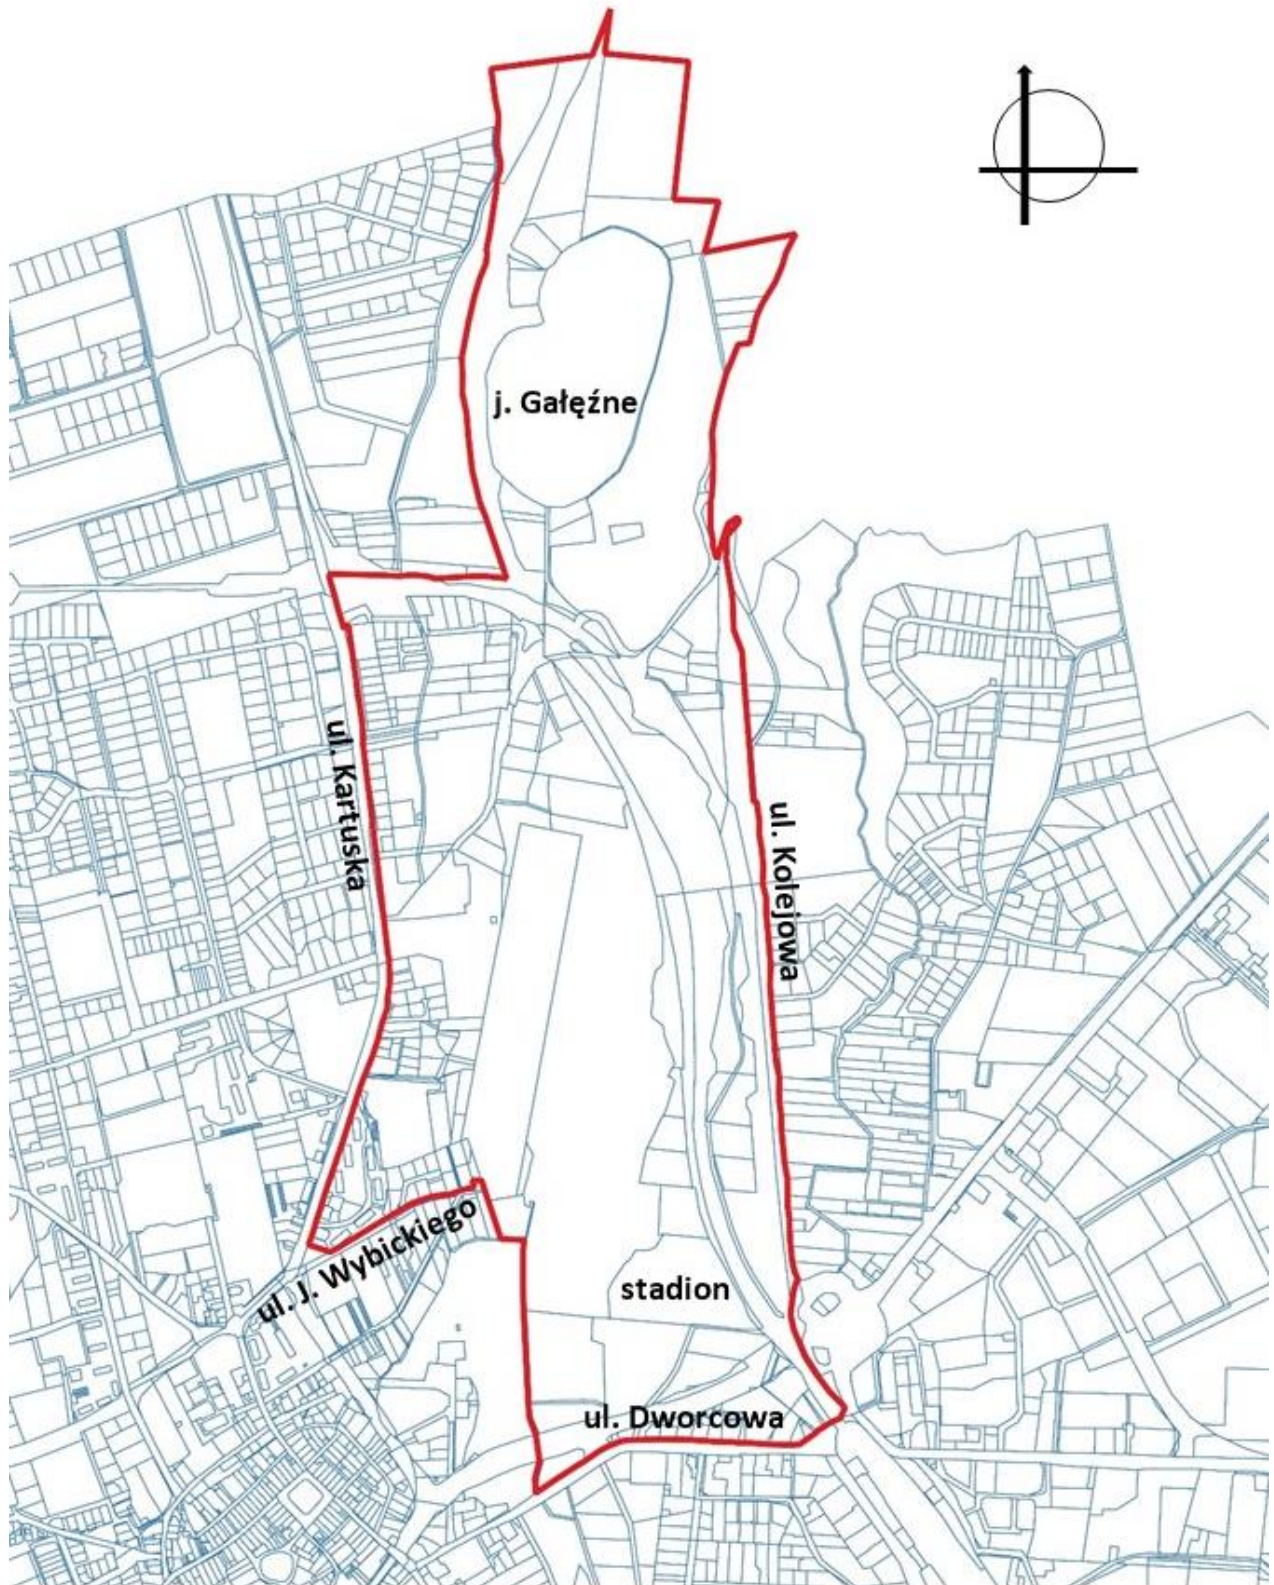 j. Gałęźne
ul. Kartuska
ul. Kolejowa
ul. J. Wybickiego
stadion
ul. Dworcowa